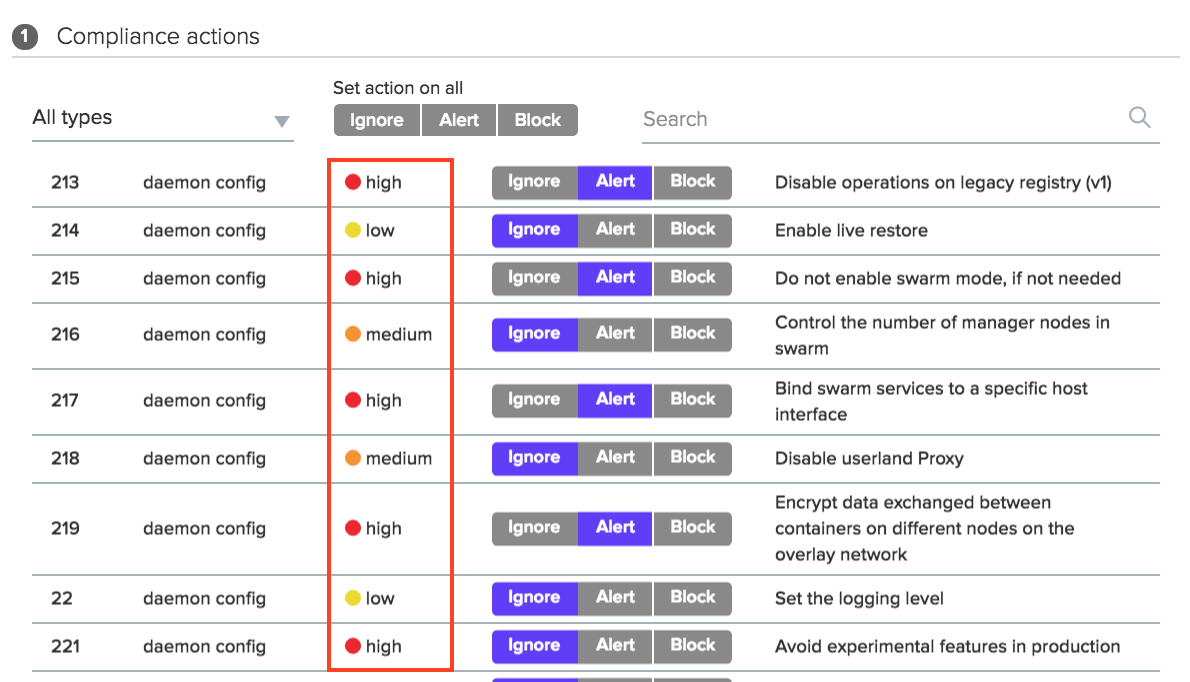 1 Compliance actions
Set action on all
All types Ignore Alert Block Search
213 daemon config high Ignore Alert Block Disable operations on legacy registry (v1)
214 daemon config low Ignore Alert Block Enable live restore
215 daemon config high Ignore Alert Block Do not enable swarm mode, if not needed
216 daemon config medium Ignore Alert Block Control the number of manager nodes in
swarm
217 daemon config high Ignore Alert Block Bind swarm services to a specific host
interface
218 daemon config medium Ignore Alert Block Disable userland Proxy
219 daemon config high Ignore Alert Block Encrypt data exchanged between
containers on different nodes on the
overlay network
22 daemon config low Ignore Alert Block Set the logging level
221 daemon config high Ignore Alert Block Avoid experimental features in production